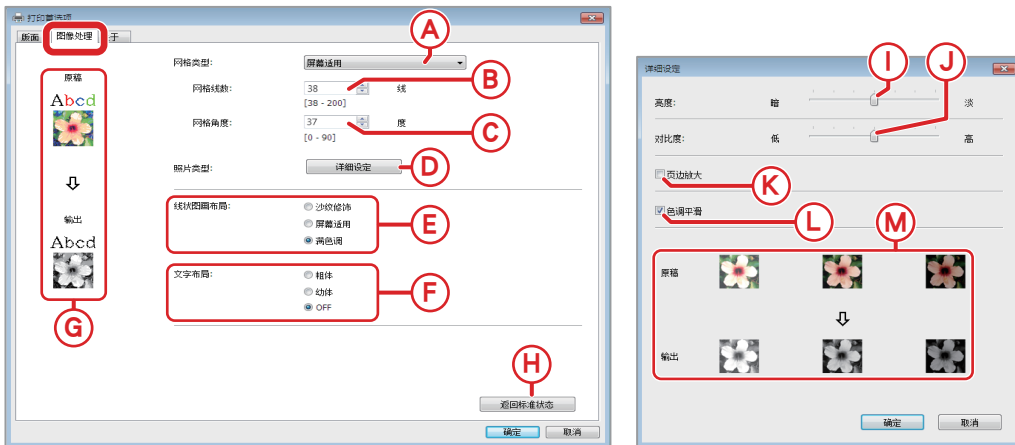 打印首选项
版面
图像处理
于
原稿
Abcd
输出
Abcd
G
网格类型:
屏幕适用
A
网格线数:
38
线
B
[38 - 200]
网格角度:
37
度
C
[0 - 90]
照片类型:
详细设定
D
线状图画布局:
沙纹修饰
屏幕适用
满色调
E
文字布局:
粗体
幼体
OFF
F
H
返回标准状态
确定
取消
详细设定
I
J
亮度:
暗
淡
对比度:
低
高
页边放大
K
色调平滑
L
M
原稿
输出
确定
取消